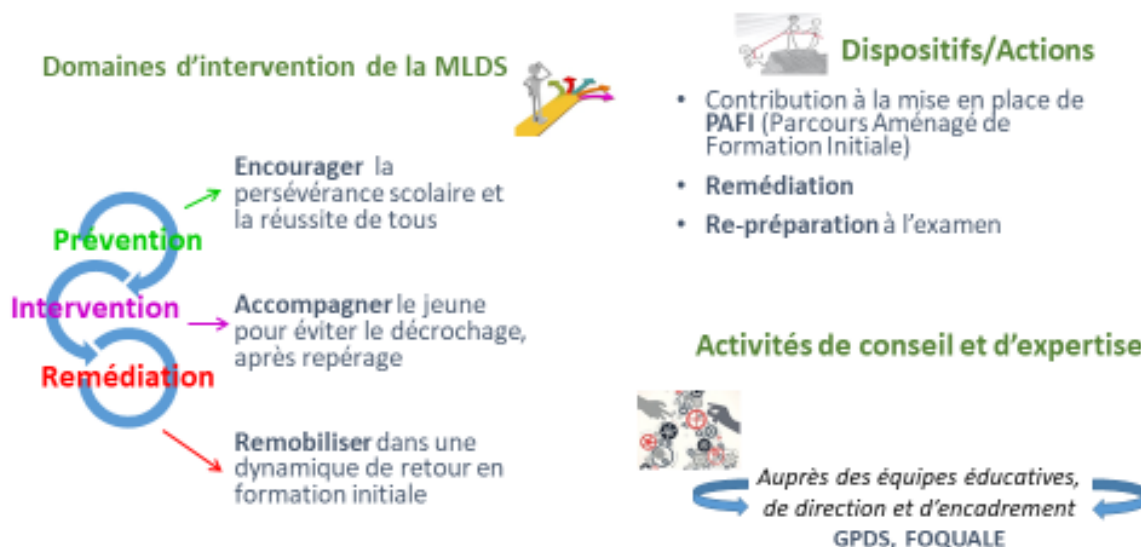 Domaines d'intervention de la MLDS
Prévention
Encourager la
persévérance scolaire et
la réussite de tous
Intervention
Accompagner le jeune
pour éviter le décrochage,
après repérage
Remédiation
Remobiliser dans une
dynamique de retour en
formation initiale
Dispositifs/Actions
• Contribution à la mise en place de
PAFI (Parcours Aménagé de
Formation Initiale)
• Remédiation
• Re-préparation à l'examen
Activités de conseil et d'expertise
Auprès des équipes éducatives,
de direction et d'encadrement
GPDS, FOQUALE